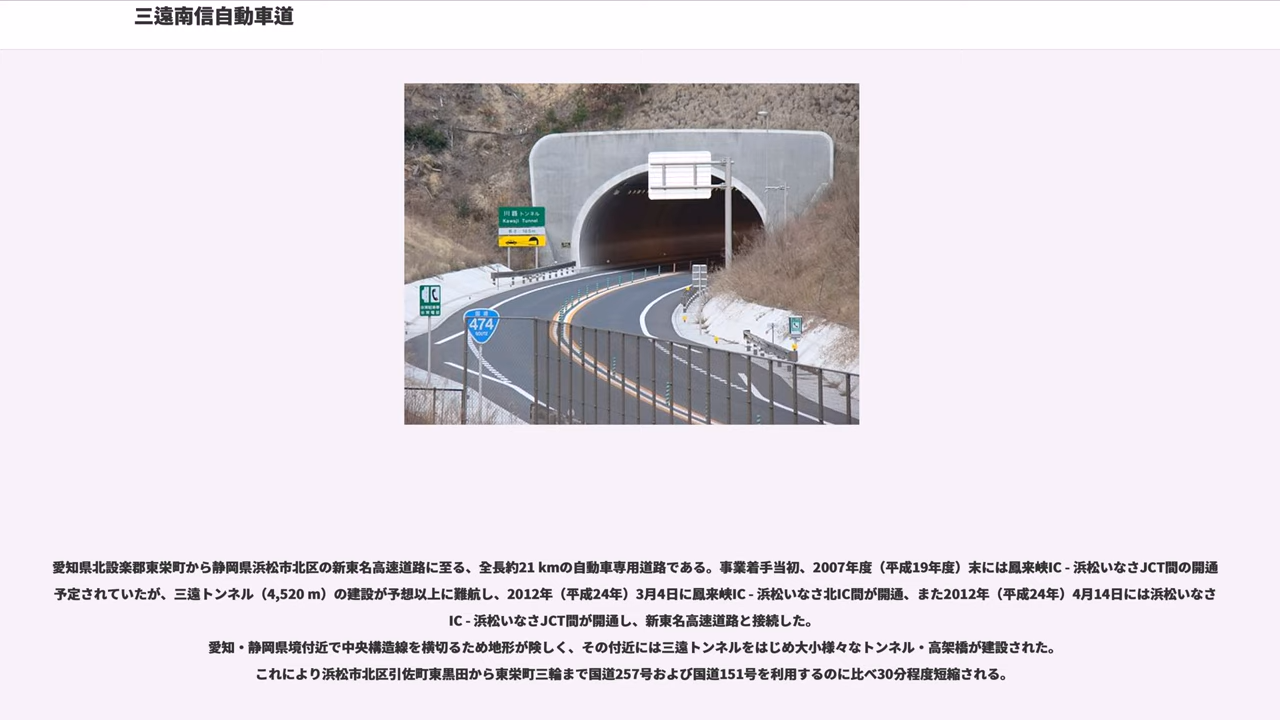 三遠南信自動車道
川路トンネル
Kawaji Tunnel
国道
474
ROUTE
愛知県北設楽郡東栄町から静岡県浜松市北区の新東名高速道路に至る、全長約21 kmの自動車専用道路である。事業着手当初、2007年度（平成19年度）末には鳳来峡IC - 浜松いなさJCT間の開通
予定されていたが、三遠トンネル（4,520 m）の建設が予想以上に難航し、2012年（平成24年）3月4日に鳳来峡IC - 浜松いなさ北IC間が開通、また2012年（平成24年）4月14日には浜松いなさ
IC - 浜松いなさJCT間が開通し、新東名高速道路と接続した。
愛知・静岡県境付近で中央構造線を横切るため地形が険しく、その付近には三遠トンネルをはじめ大小様々なトンネル・高架橋が建設された。
これにより浜松市北区引佐町東黒田から東栄町三輪まで国道257号および国道151号を利用するのに比べ30分程度短縮される。